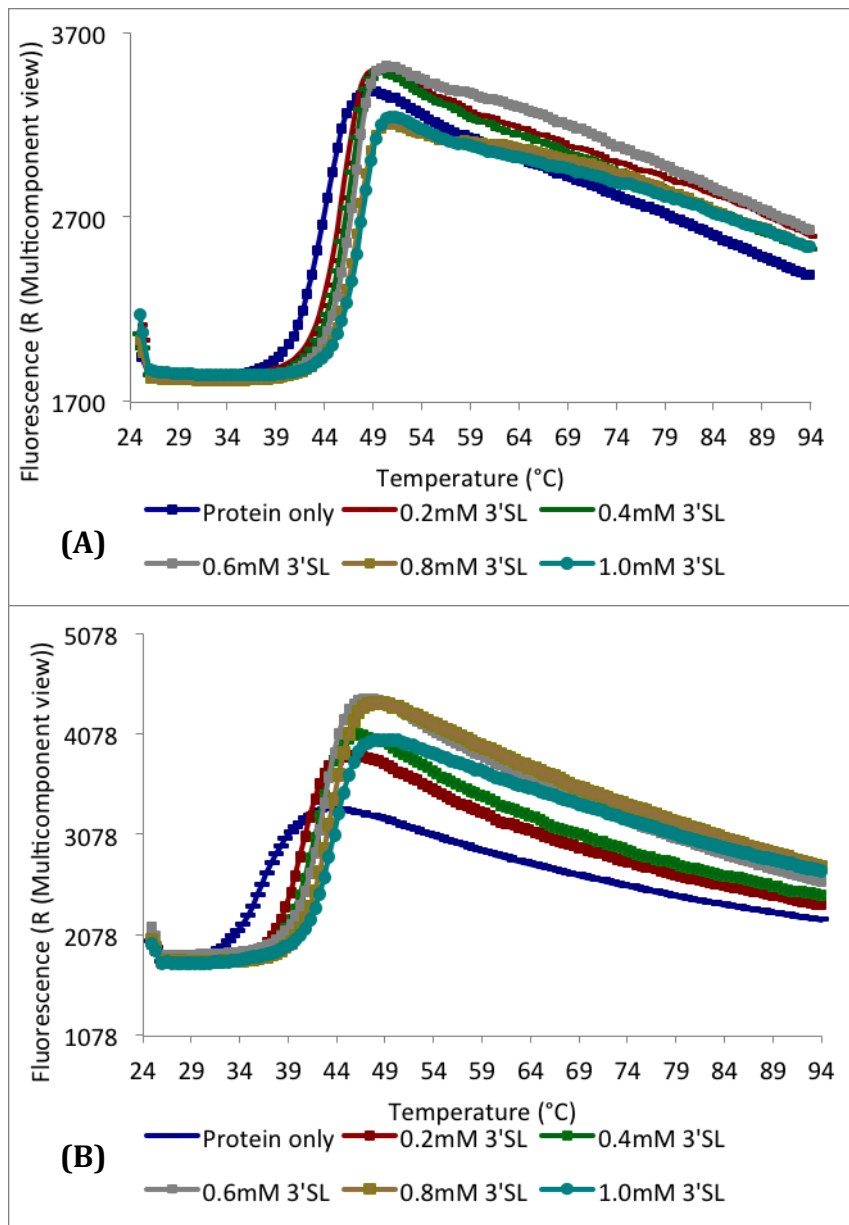 3700
2700
1700
Fluorescence (R (Multicomponent view))
24 29 34 39 44 49 54 59 64 69 74 79 84 89 94
Temperature (°C)
Protein only 0.2mM 3'SL 0.4mM 3'SL
0.6mM 3'SL 0.8mM 3'SL 1.0mM 3'SL
(A)
5078
4078
3078
2078
1078
Fluorescence (R (Multicomponent view))
24 29 34 39 44 49 54 59 64 69 74 79 84 89 94
Temperature (°C)
Protein only 0.2mM 3'SL 0.4mM 3'SL
0.6mM 3'SL 0.8mM 3'SL 1.0mM 3'SL
(B)